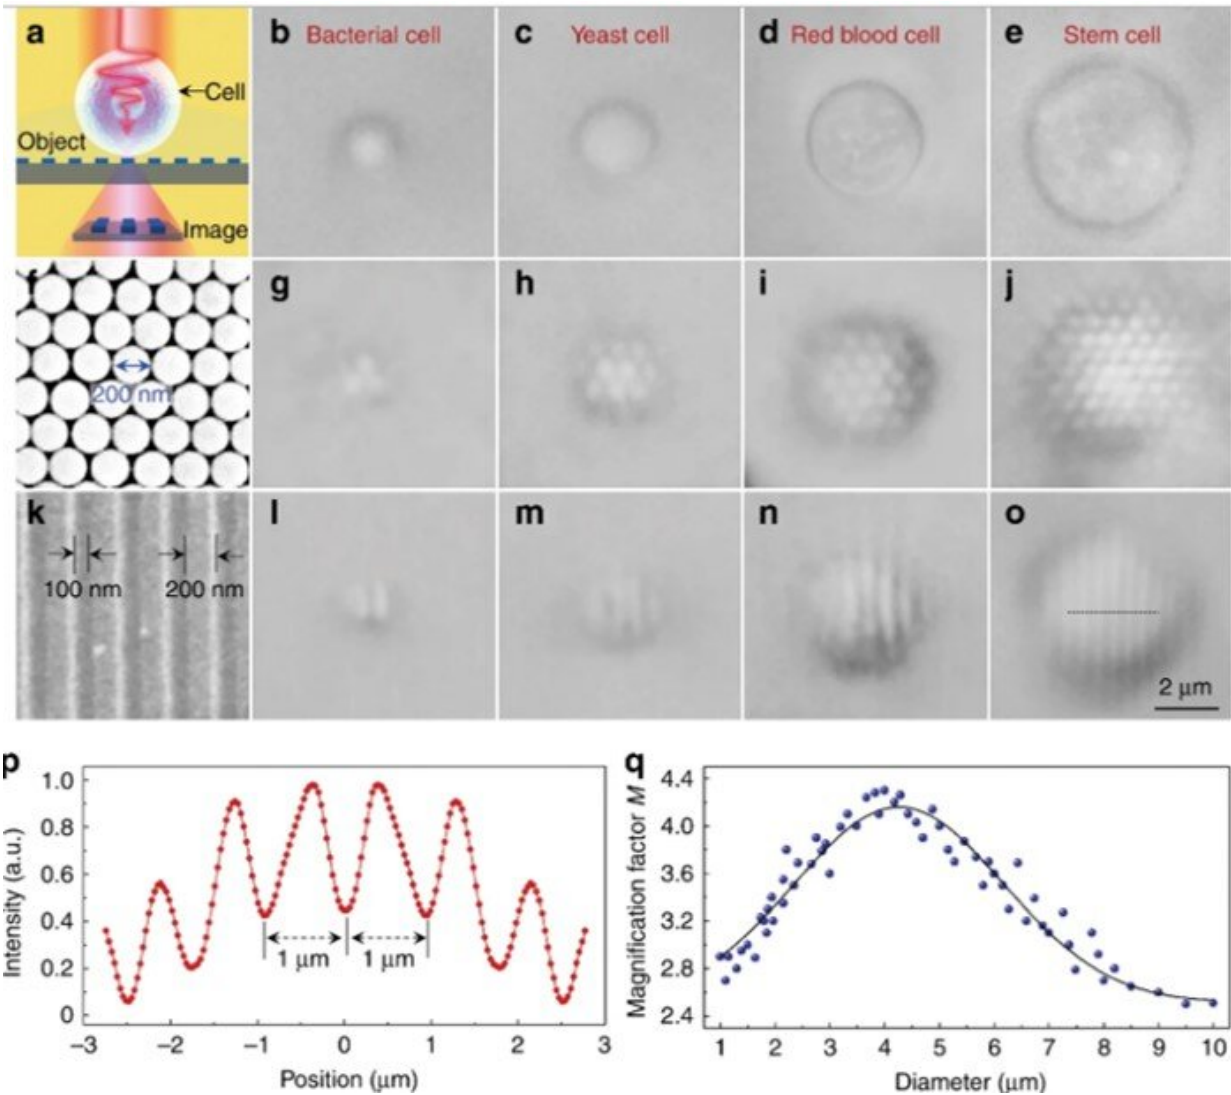 a
Cell
Object
Image
b
Bacterial cell
c
Yeast cell
d
Red blood cell
e
Stem cell
f
200 nm
g
h
i
j
k
100 nm
200 nm
l
m
n
o
2 μm
p
1.0
0.8
0.6
0.4
0.2
0
Intensity (a.u.)
1 μm
1 μm
−3
−2
−1
0
1
2
3
Position (μm)
q
4.4
4.0
3.6
3.2
2.8
2.4
Magnification factor M
1
2
3
4
5
6
7
8
9
10
Diameter (μm)